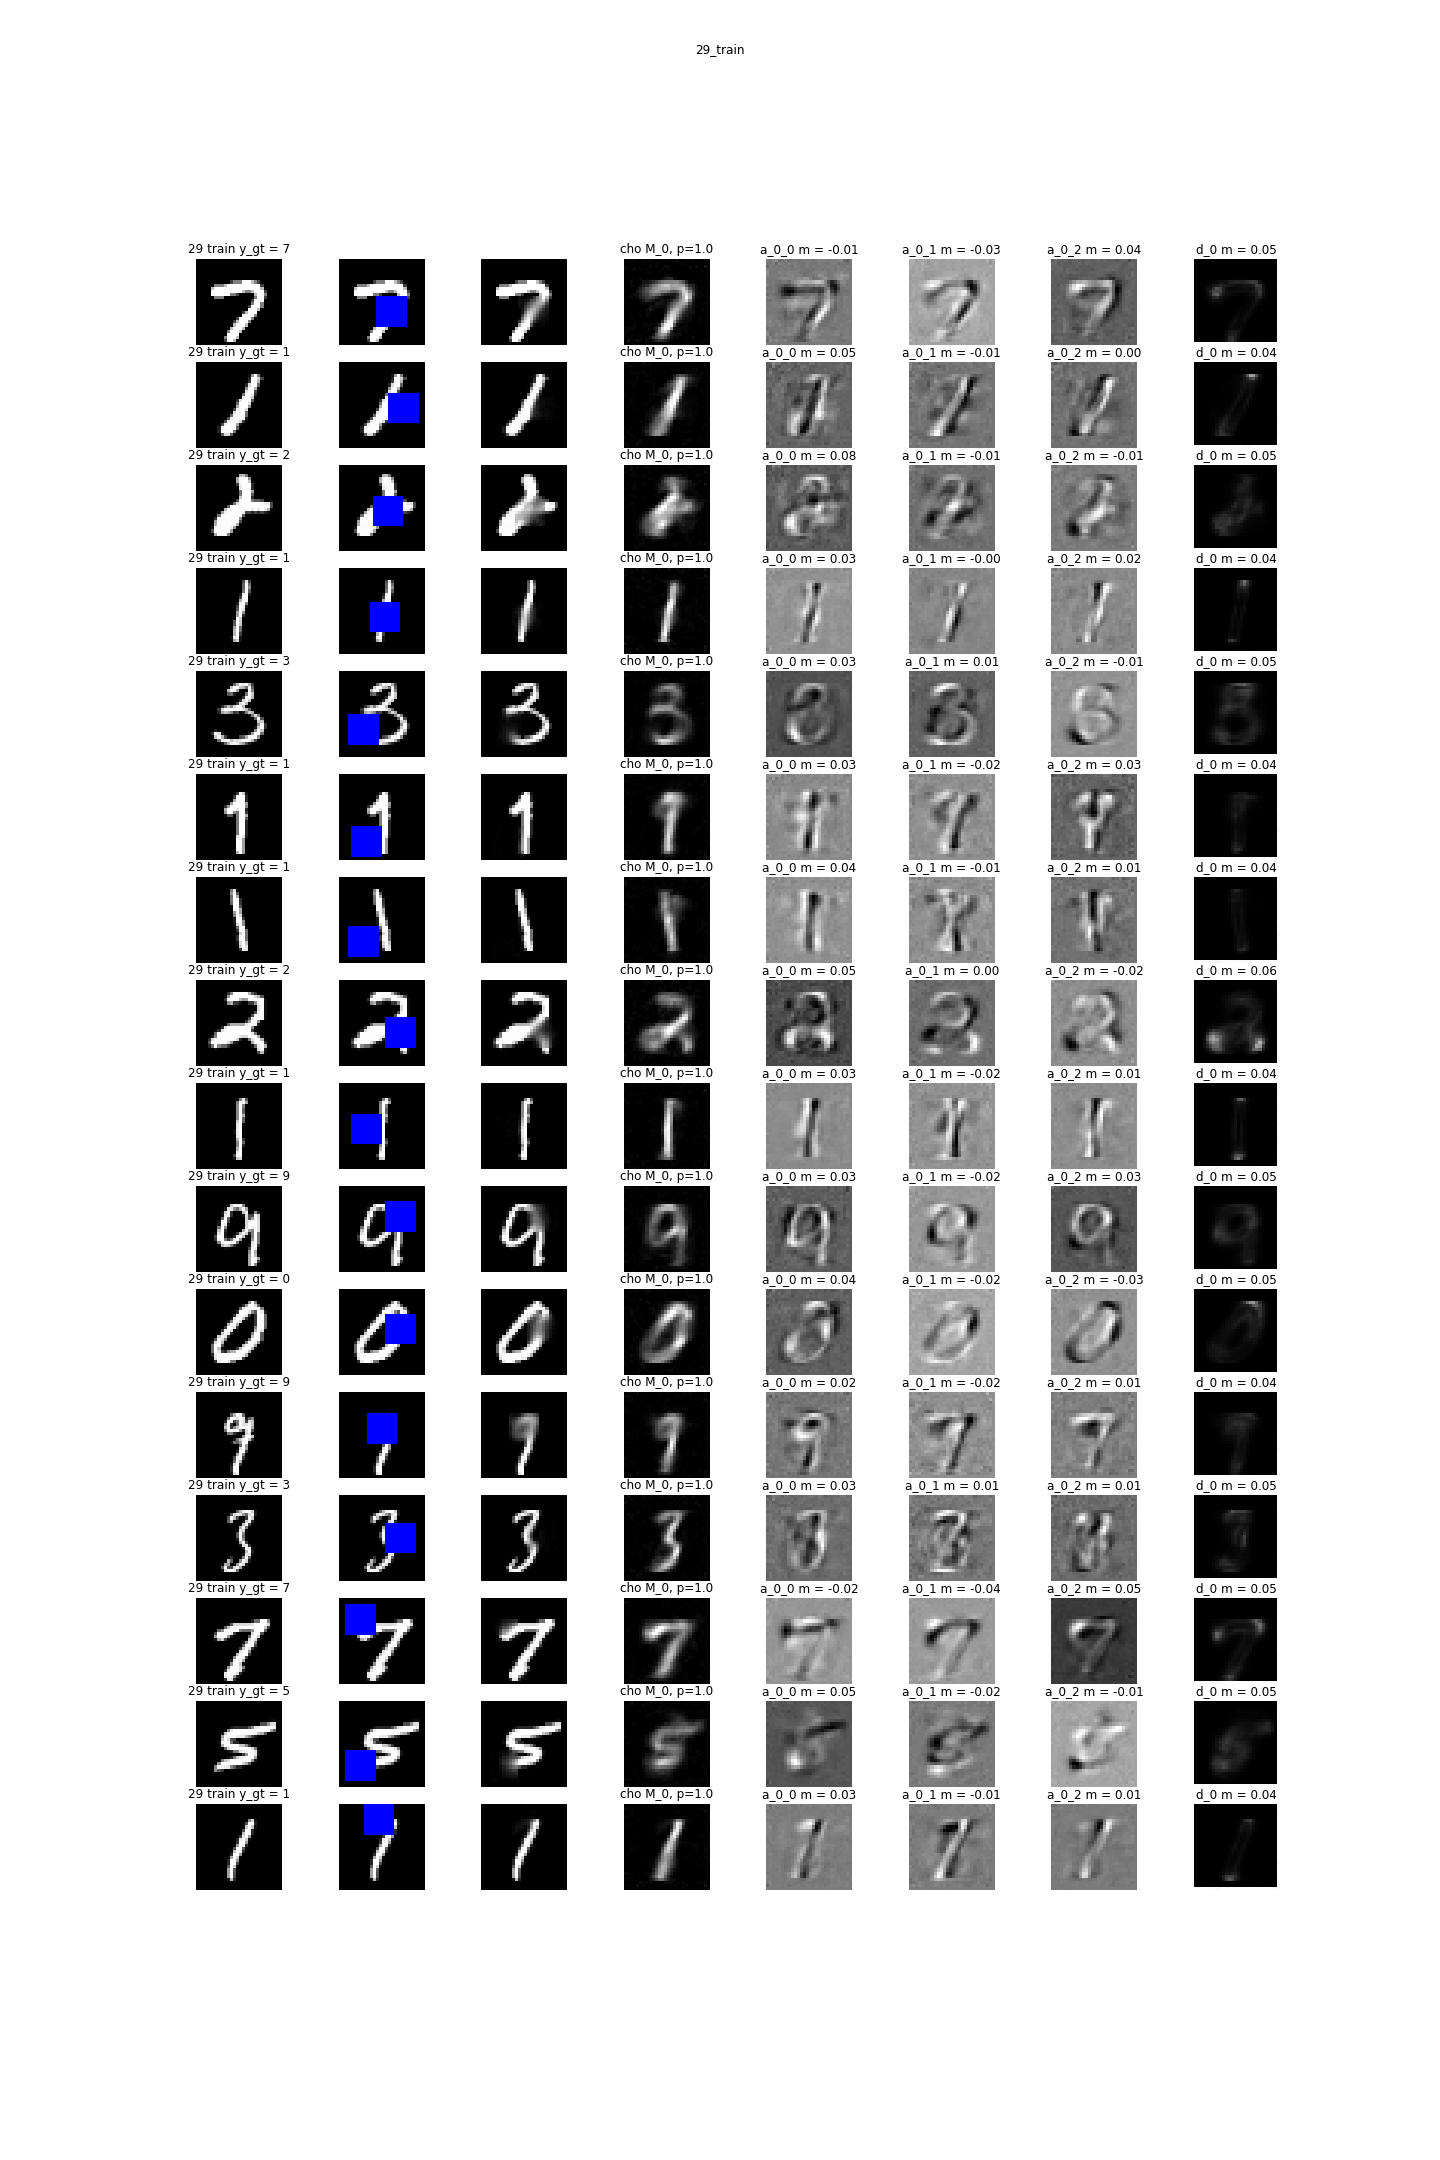 29_train
29 train y_gt = 7 cho M_0, p=1.0 a_0_0 m = -0.01 a_0_1 m = -0.03 a_0_2 m = 0.04 d_0 m = 0.05
29 train y_gt = 1 cho M_0, p=1.0 a_0_0 m = 0.05 a_0_1 m = -0.01 a_0_2 m = 0.00 d_0 m = 0.04
29 train y_gt = 2 cho M_0, p=1.0 a_0_0 m = 0.08 a_0_1 m = -0.01 a_0_2 m = -0.01 d_0 m = 0.05
29 train y_gt = 1 cho M_0, p=1.0 a_0_0 m = 0.03 a_0_1 m = -0.00 a_0_2 m = 0.02 d_0 m = 0.04
29 train y_gt = 3 cho M_0, p=1.0 a_0_0 m = 0.03 a_0_1 m = 0.01 a_0_2 m = -0.01 d_0 m = 0.05
29 train y_gt = 1 cho M_0, p=1.0 a_0_0 m = 0.03 a_0_1 m = -0.02 a_0_2 m = 0.03 d_0 m = 0.04
29 train y_gt = 1 cho M_0, p=1.0 a_0_0 m = 0.04 a_0_1 m = -0.01 a_0_2 m = 0.01 d_0 m = 0.04
29 train y_gt = 2 cho M_0, p=1.0 a_0_0 m = 0.05 a_0_1 m = 0.00 a_0_2 m = -0.02 d_0 m = 0.06
29 train y_gt = 1 cho M_0, p=1.0 a_0_0 m = 0.03 a_0_1 m = -0.02 a_0_2 m = 0.01 d_0 m = 0.04
29 train y_gt = 9 cho M_0, p=1.0 a_0_0 m = 0.03 a_0_1 m = -0.02 a_0_2 m = 0.03 d_0 m = 0.05
29 train y_gt = 0 cho M_0, p=1.0 a_0_0 m = 0.04 a_0_1 m = -0.02 a_0_2 m = -0.03 d_0 m = 0.05
29 train y_gt = 9 cho M_0, p=1.0 a_0_0 m = 0.02 a_0_1 m = -0.02 a_0_2 m = 0.01 d_0 m = 0.04
29 train y_gt = 3 cho M_0, p=1.0 a_0_0 m = 0.03 a_0_1 m = 0.01 a_0_2 m = 0.01 d_0 m = 0.05
29 train y_gt = 7 cho M_0, p=1.0 a_0_0 m = -0.02 a_0_1 m = -0.04 a_0_2 m = 0.05 d_0 m = 0.05
29 train y_gt = 5 cho M_0, p=1.0 a_0_0 m = 0.05 a_0_1 m = -0.02 a_0_2 m = -0.01 d_0 m = 0.05
29 train y_gt = 1 cho M_0, p=1.0 a_0_0 m = 0.03 a_0_1 m = -0.01 a_0_2 m = 0.01 d_0 m = 0.04